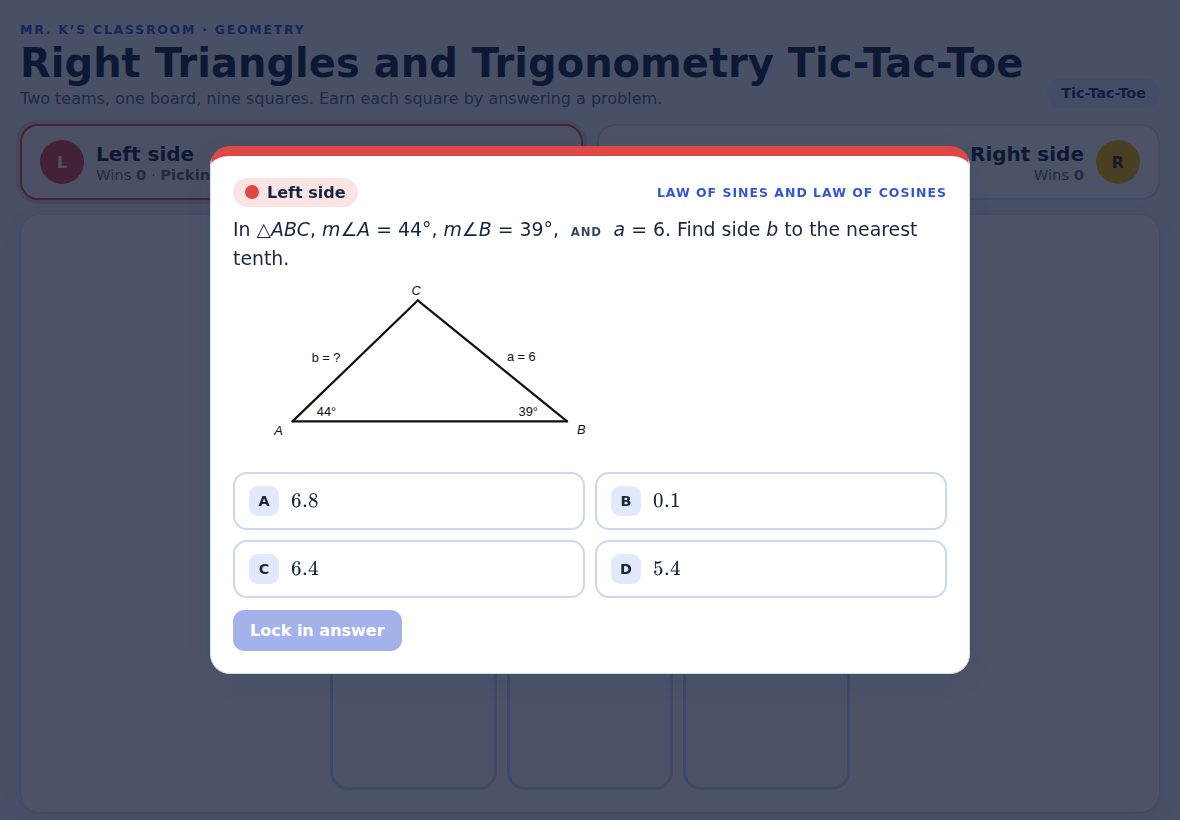 MR. K'S CLASSROOM · GEOMETRY
Right Triangles and Trigonometry Tic-Tac-Toe
Two teams, one board, nine squares. Earn each square by answering a problem.
Tic-Tac-Toe
L
Left side
Wins 0 · Pickin
Right side
Wins 0
R
Left side
LAW OF SINES AND LAW OF COSINES
In △ABC, m∠A = 44°, m∠B = 39°, AND a = 6. Find side b to the nearest
tenth.
C
b = ?
a = 6
44°
39°
A
B
A 6.8
B 0.1
C 6.4
D 5.4
Lock in answer